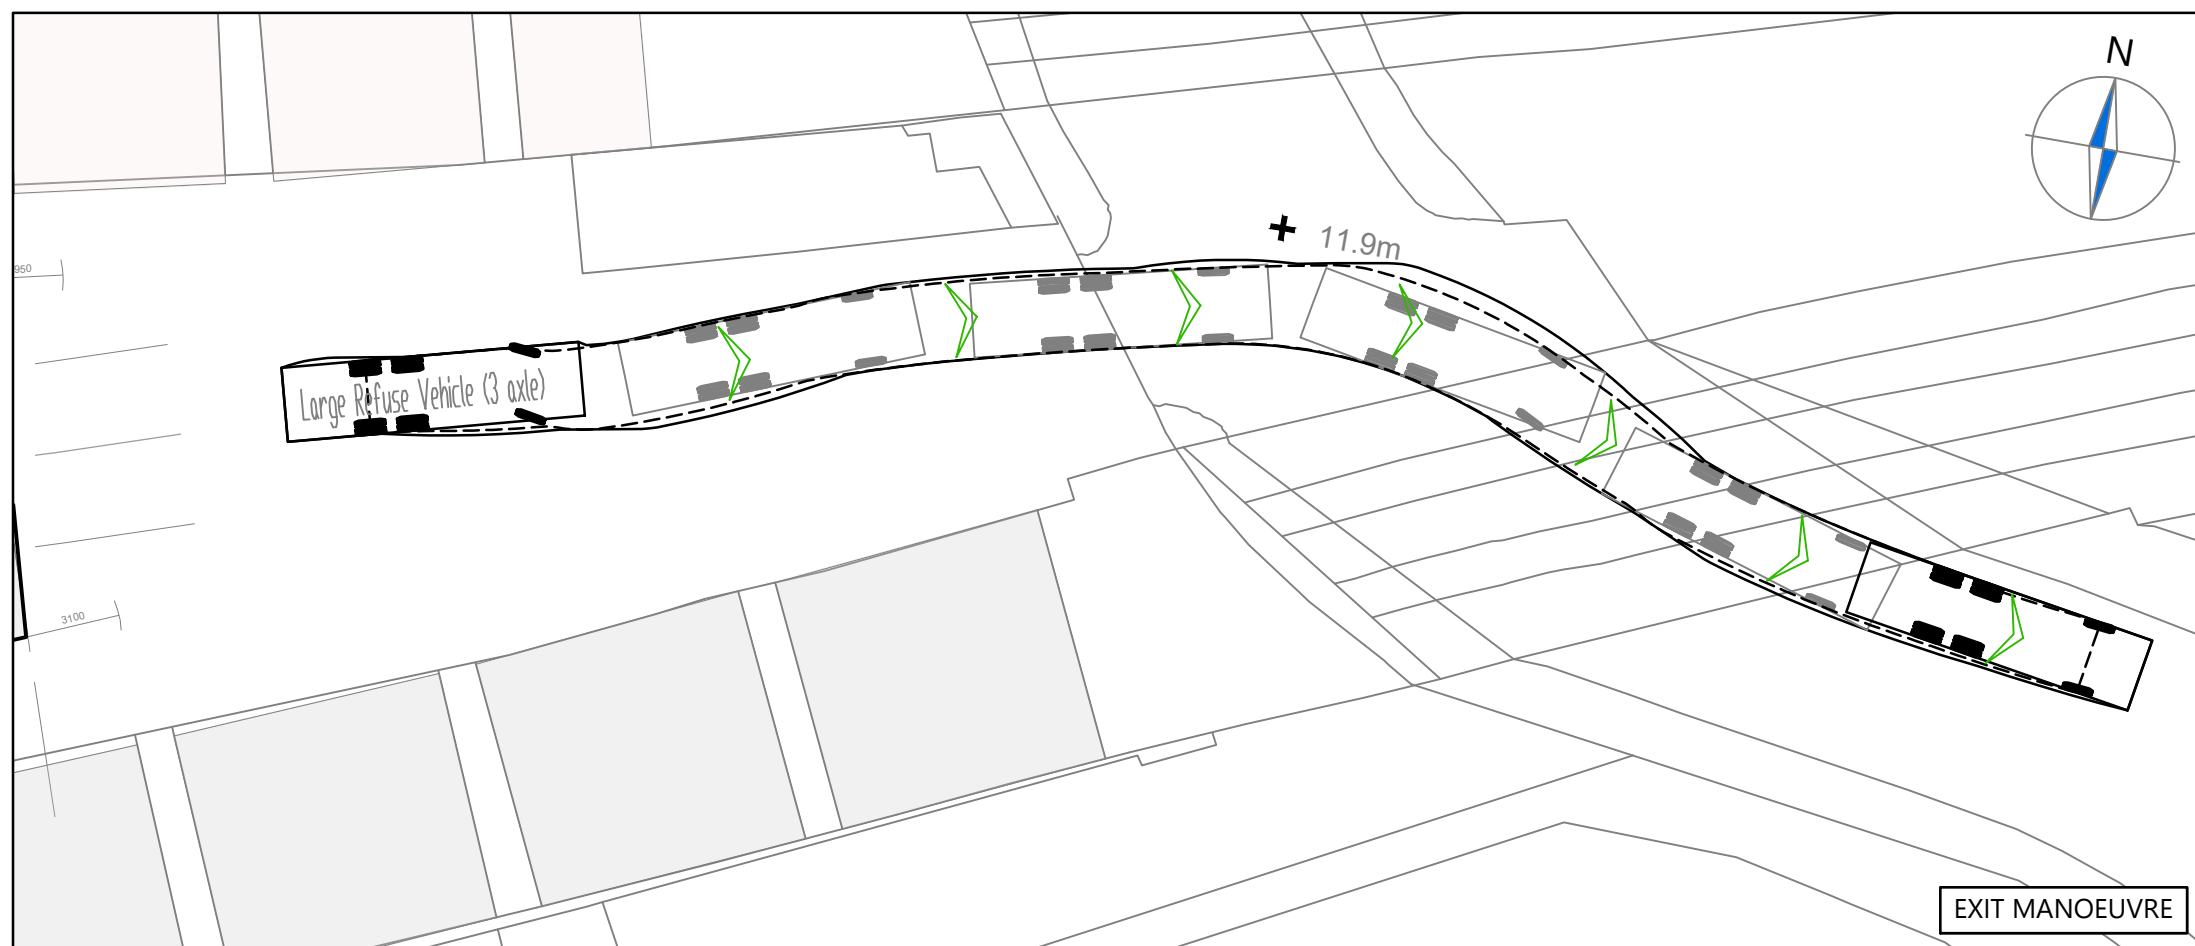 N
11.9m
950
Large Refuse Vehicle (3 axle)
3100
EXIT MANOEUVRE